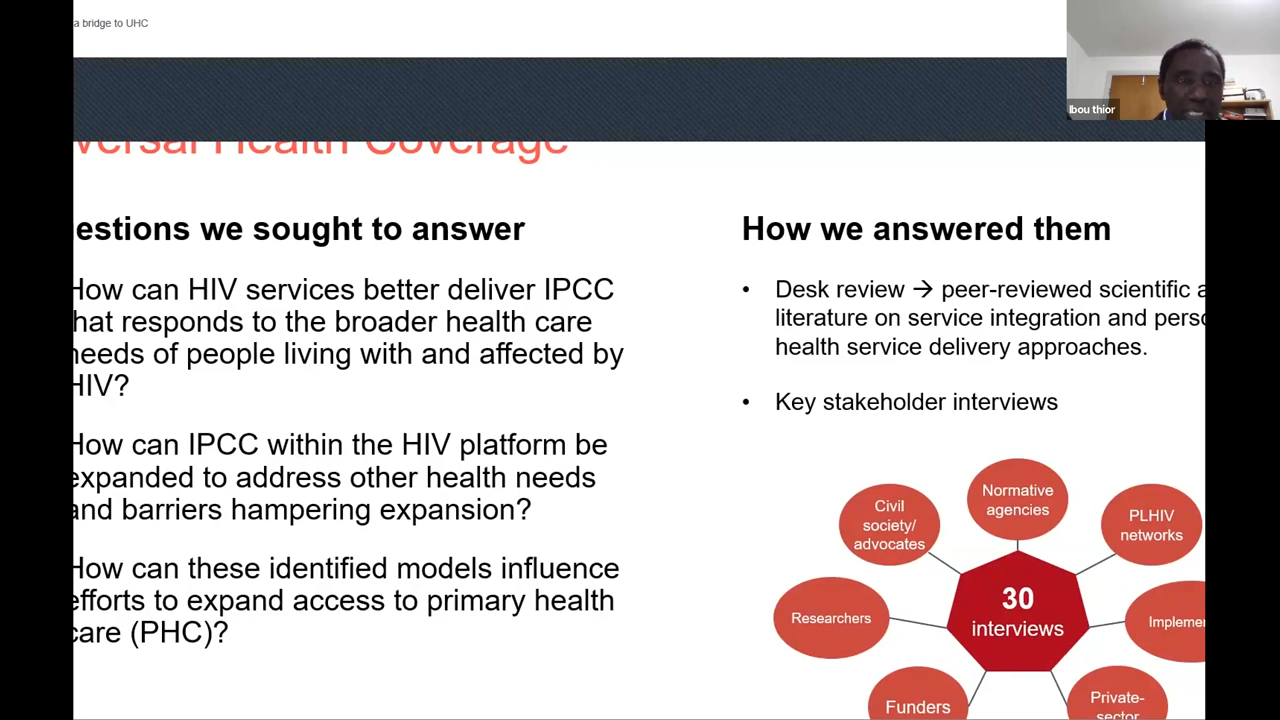 a bridge to UHC
Ibou thior
versal Health Coverage
estions we sought to answer
How can HIV services better deliver IPCC
hat responds to the broader health care
needs of people living with and affected by
HIV?
How can IPCC within the HIV platform be
expanded to address other health needs
and barriers hampering expansion?
How can these identified models influence
efforts to expand access to primary health
care (PHC)?
How we answered them
• Desk review → peer-reviewed scientific a
literature on service integration and perso
health service delivery approaches.
• Key stakeholder interviews
Normative
agencies
Civil
society/
advocates
PLHIV
networks
30
interviews
Researchers
Implemen
Funders
Private-
sector